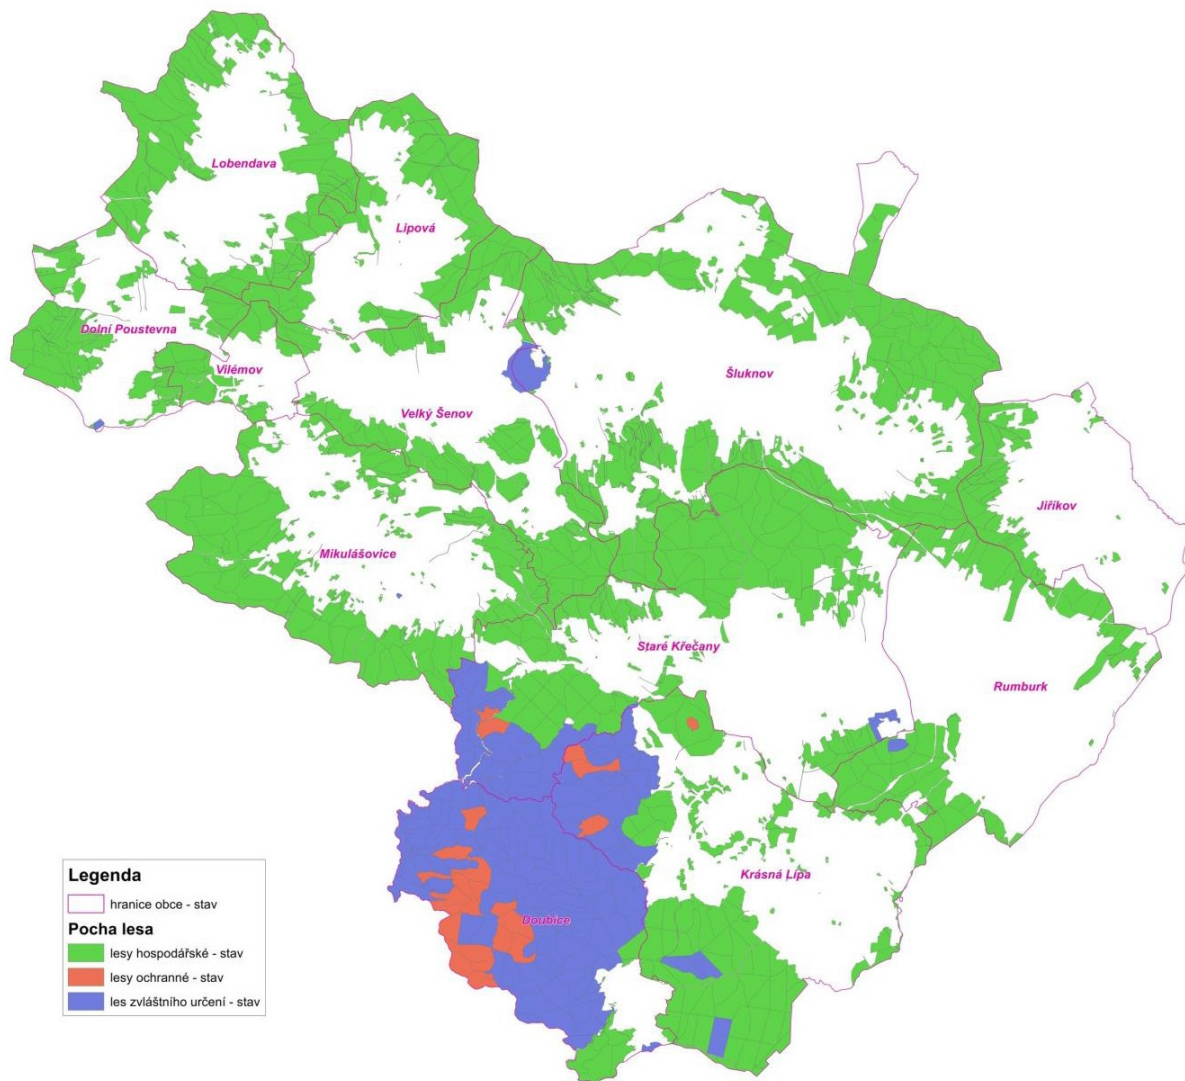 Lobendava
Lipová
Dolní Poustevna
Vilémov
Šluknov
Velký Šenov
Jiříkov
Mikulášovice
Staré Křečany
Rumburk
Krásná Lípa
Doubice
Legenda
hranice obce - stav
Pocha lesa
lesy hospodářské - stav
lesy ochranné - stav
les zvláštního určení - stav